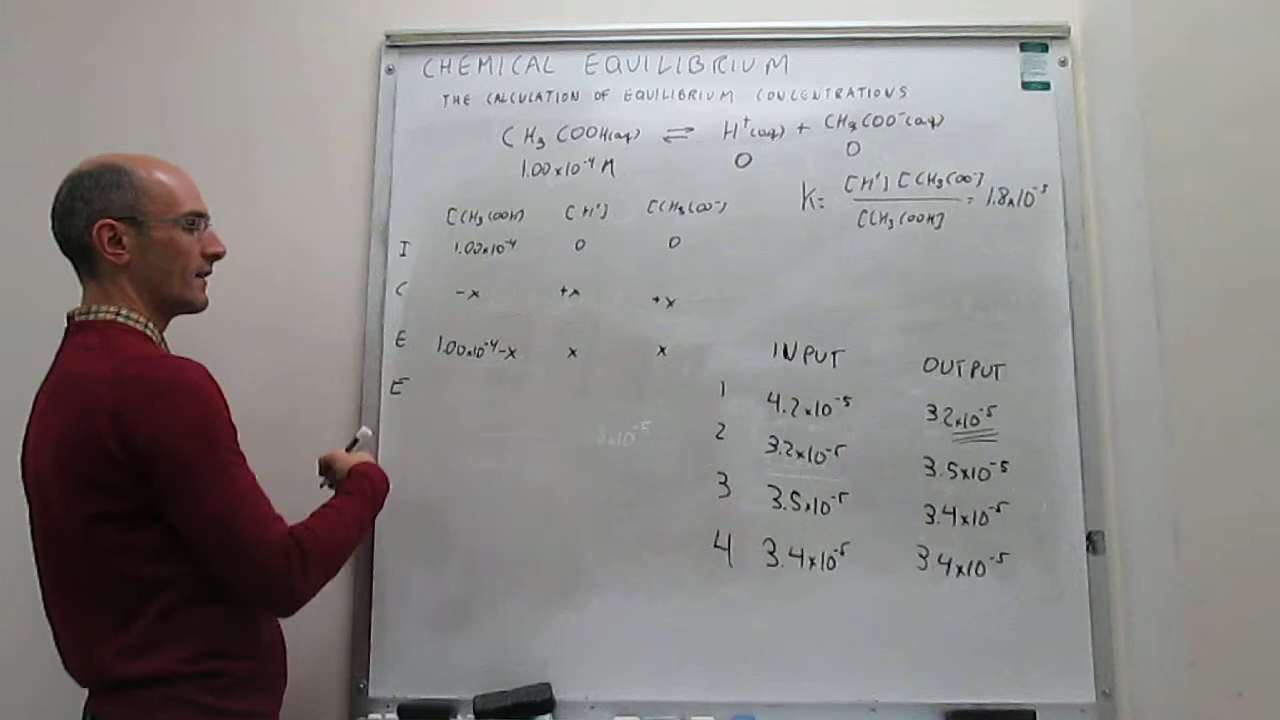 CHEMICAL EQUILIBRIUM
THE CALCULATION OF EQUILIBRIUM CONCENTRATIONS
CH₃COOH(aq) ⇌ H⁺(aq) + CH₃COO⁻(aq)
1.00×10⁻⁴ M 0 0
K = [H⁺][CH₃COO⁻] / [CH₃COOH] = 1.8×10⁻⁵
[CH₃COOH] [H⁺] [CH₃COO⁻]
I 1.00×10⁻⁴ 0 0
C -x +x +x
E 1.00×10⁻⁴-x x x
E
INPUT OUTPUT
1 4.2×10⁻⁵ 3.2×10⁻⁵
2 3.2×10⁻⁵ 3.5×10⁻⁵
3 3.5×10⁻⁵ 3.4×10⁻⁵
4 3.4×10⁻⁵ 3.4×10⁻⁵